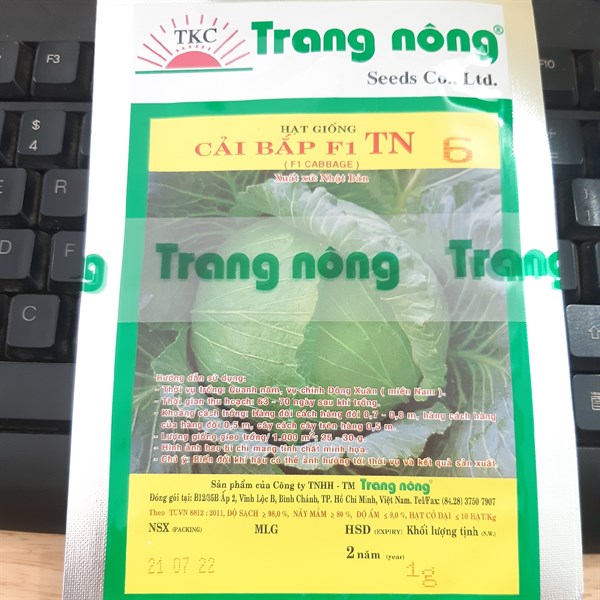 TKC
Trang nông®
Seeds Co., Ltd.
HẠT GIỐNG
CẢI BẮP F1 TN 6
( F1 CABBAGE )
Xuất xứ: Nhật Bản
Trang nông Trang nông Trang nông
Hướng dẫn sử dụng:
- Thời vụ trồng: Quanh năm, vụ chính Đông Xuân ( miền Nam ).
- Thời gian thu hoạch 63 - 70 ngày sau khi trồng.
- Khoảng cách trồng: Hàng đôi cách hàng đôi 0,7 - 0,8 m, hàng cách hàng
của hàng đôi 0,5 m, cây cách cây trên hàng 0,5 m.
- Lượng giống gieo trồng/ 1.000 m²: 25 - 30 g.
- Hình ảnh bao bì chỉ mang tính chất minh họa.
- Chú ý: Biến đổi khí hậu có thể ảnh hưởng tới thời vụ và kết quả sản xuất.
Sản phẩm của Công ty TNHH - TM Trang nông®
Đóng gói tại: B12/35B Ấp 2, Vĩnh Lộc B, Bình Chánh, TP. Hồ Chí Minh, Việt Nam. Tel/Fax: (84.28) 3750 7907
Theo TCVN 8812 : 2011, ĐỘ SẠCH ≥ 98,0 %, NẢY MẦM ≥ 80 %, ĐỘ ẨM ≤ 9,0 %, HẠT CỎ DẠI ≤ 10 HẠT/Kg
NSX (PACKING) MLG HSD (EXPIRY) Khối lượng tịnh (N.W.)
2 năm (year)
21 07 22 1g
$
4
F3
F10
E
R
D
F
C